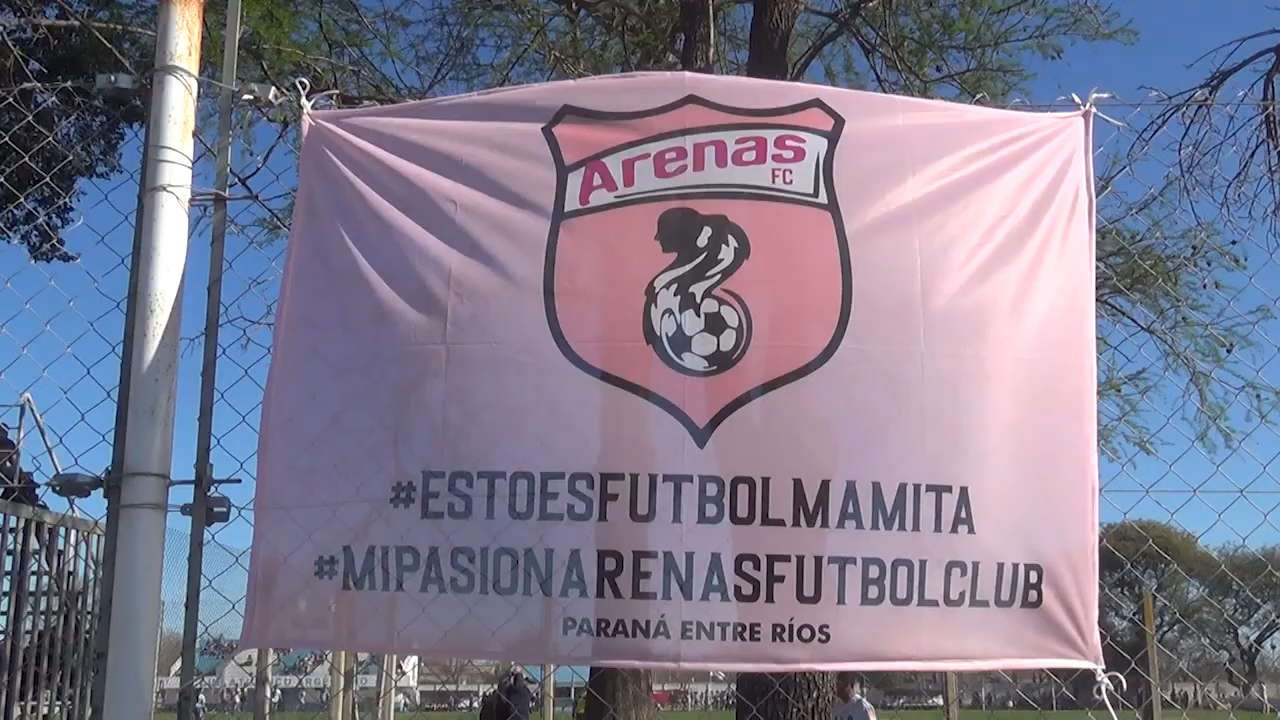 Arenas
FC
#ESTOESFUTBOLMAMITA
#MIPASIONARENASFUTBOLCLUB
PARANÁ ENTRE RÍOS